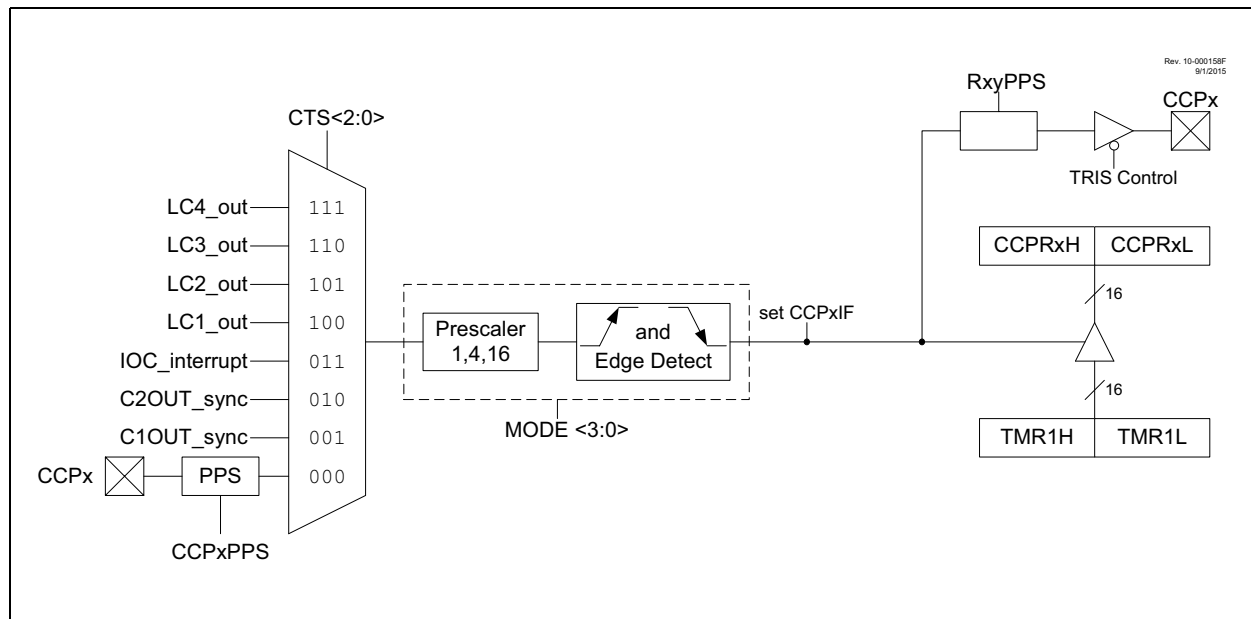 Rev. 10-000158F
9/1/2015
RxyPPS
CCPx
CTS<2:0>
TRIS Control
LC4_out 111
LC3_out 110
CCPRxH CCPRxL
LC2_out 101
16
LC1_out 100
Prescaler
1,4,16
and
Edge Detect
set CCPxIF
IOC_interrupt 011
C2OUT_sync 010
16
MODE <3:0>
C1OUT_sync 001
TMR1H TMR1L
CCPx PPS 000
CCPxPPS